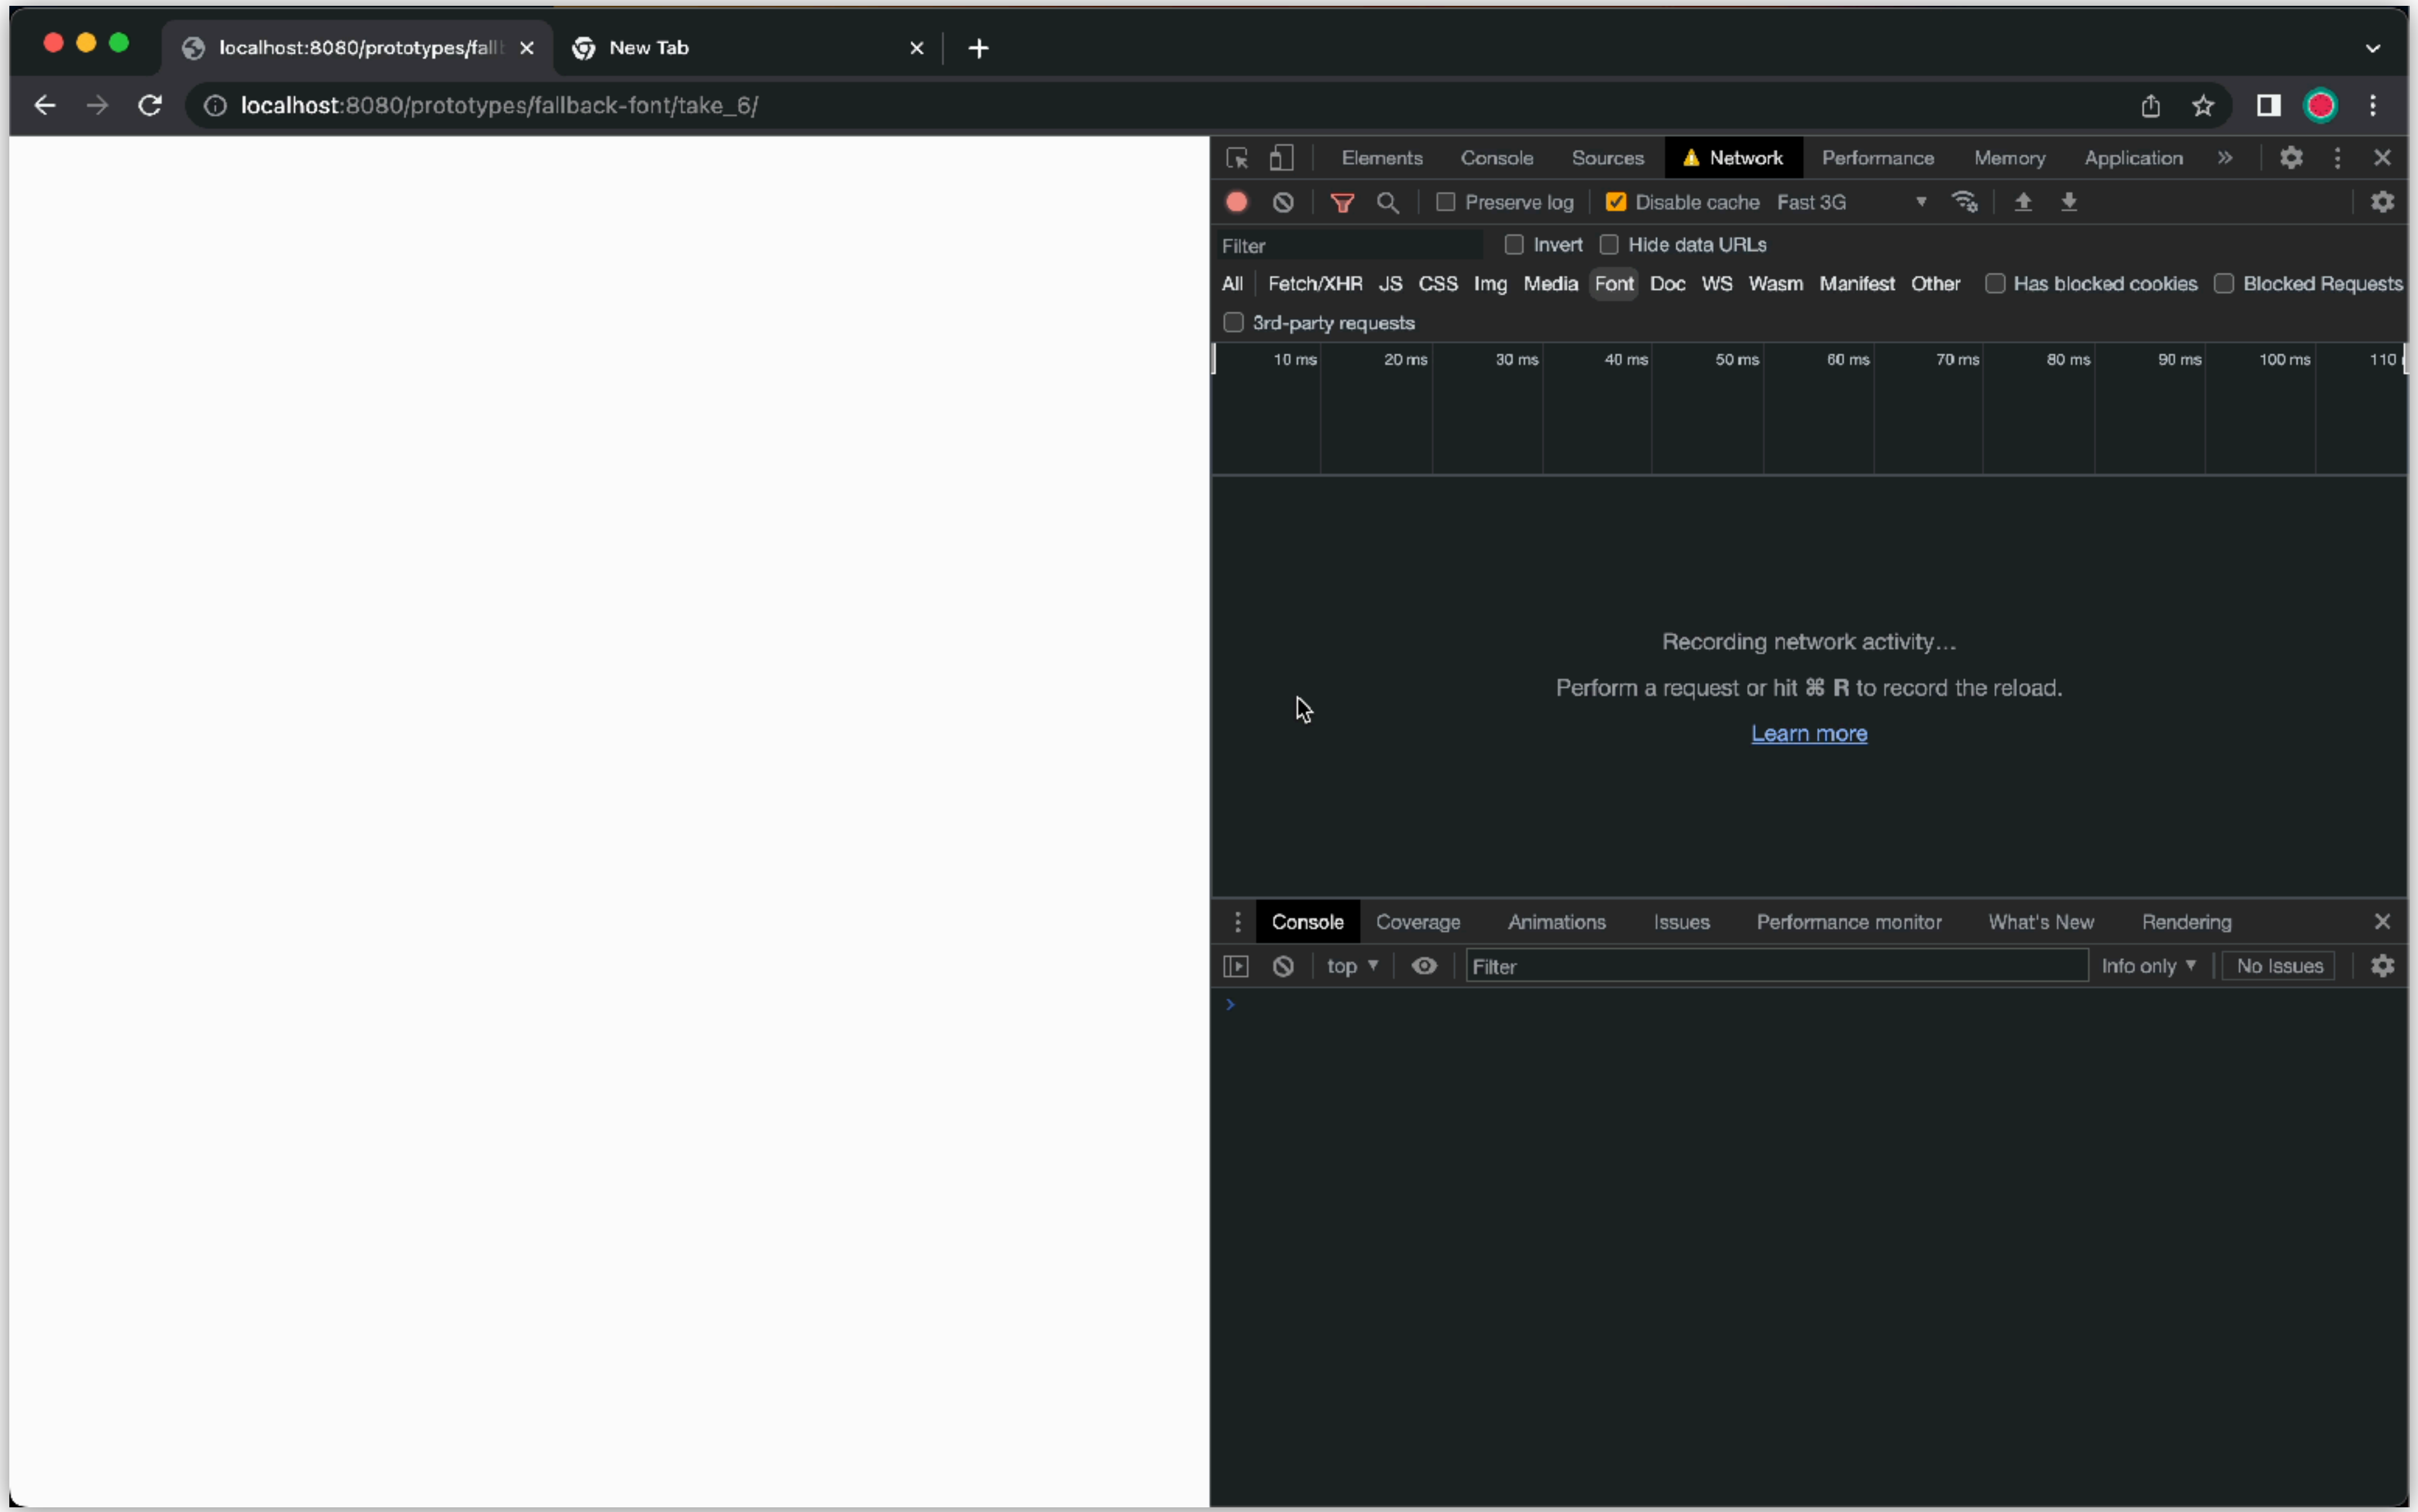 localhost:8080/prototypes/fall
New Tab
localhost:8080/prototypes/fallback-font/take_6/
Elements Console Sources Network Performance Memory Application
Preserve log Disable cache Fast 3G
Filter Invert Hide data URLs
All Fetch/XHR JS CSS Img Media Font Doc WS Wasm Manifest Other Has blocked cookies Blocked Requests
3rd-party requests
10 ms 20 ms 30 ms 40 ms 50 ms 60 ms 70 ms 80 ms 90 ms 100 ms 110
Recording network activity...
Perform a request or hit ⌘ R to record the reload.
Learn more
Console Coverage Animations Issues Performance monitor What's New Rendering
top Filter Info only No Issues